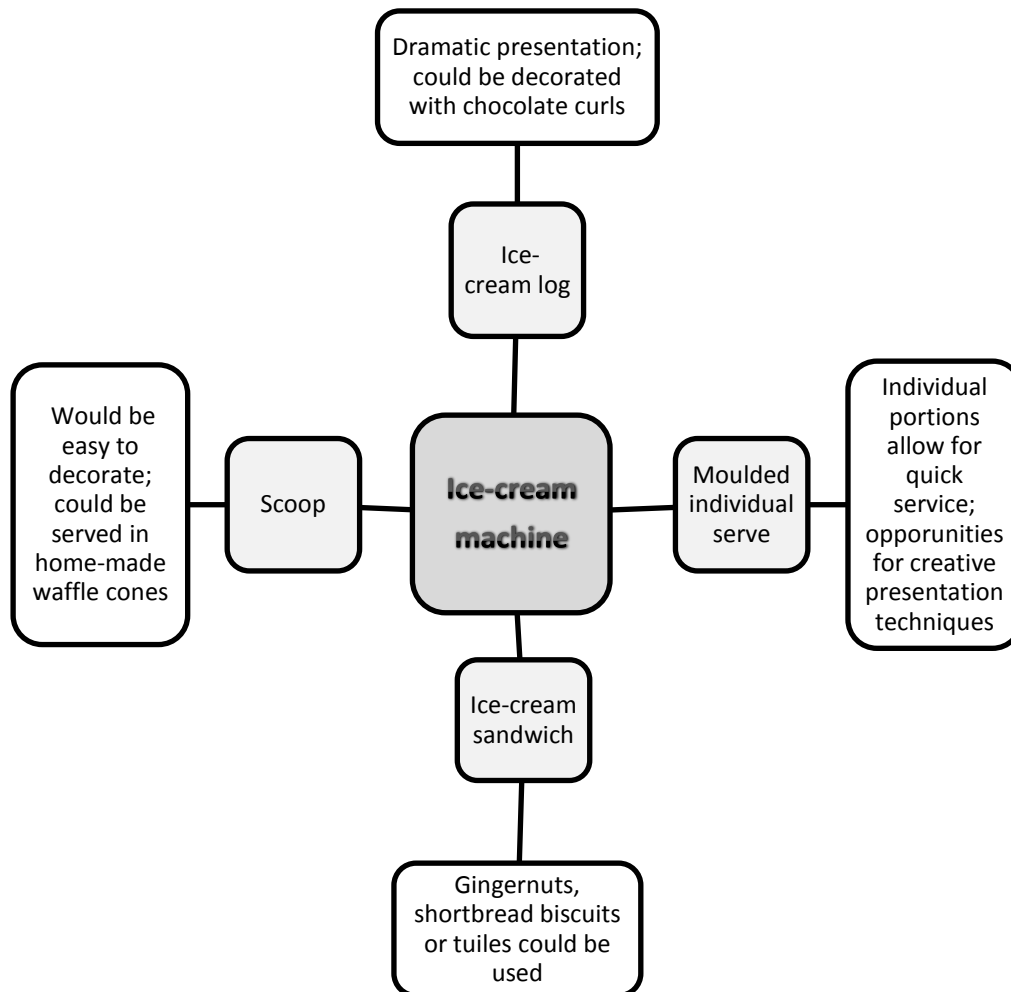 Dramatic presentation;
could be decorated
with chocolate curls
Ice-
cream log
Would be
easy to
decorate;
could be
served in
home-made
waffle cones
Scoop
Ice-cream
machine
Moulded
individual
serve
Individual
portions
allow for
quick
service;
opporunities
for creative
presentation
techniques
Ice-cream
sandwich
Gingernuts,
shortbread biscuits
or tuiles could be
used